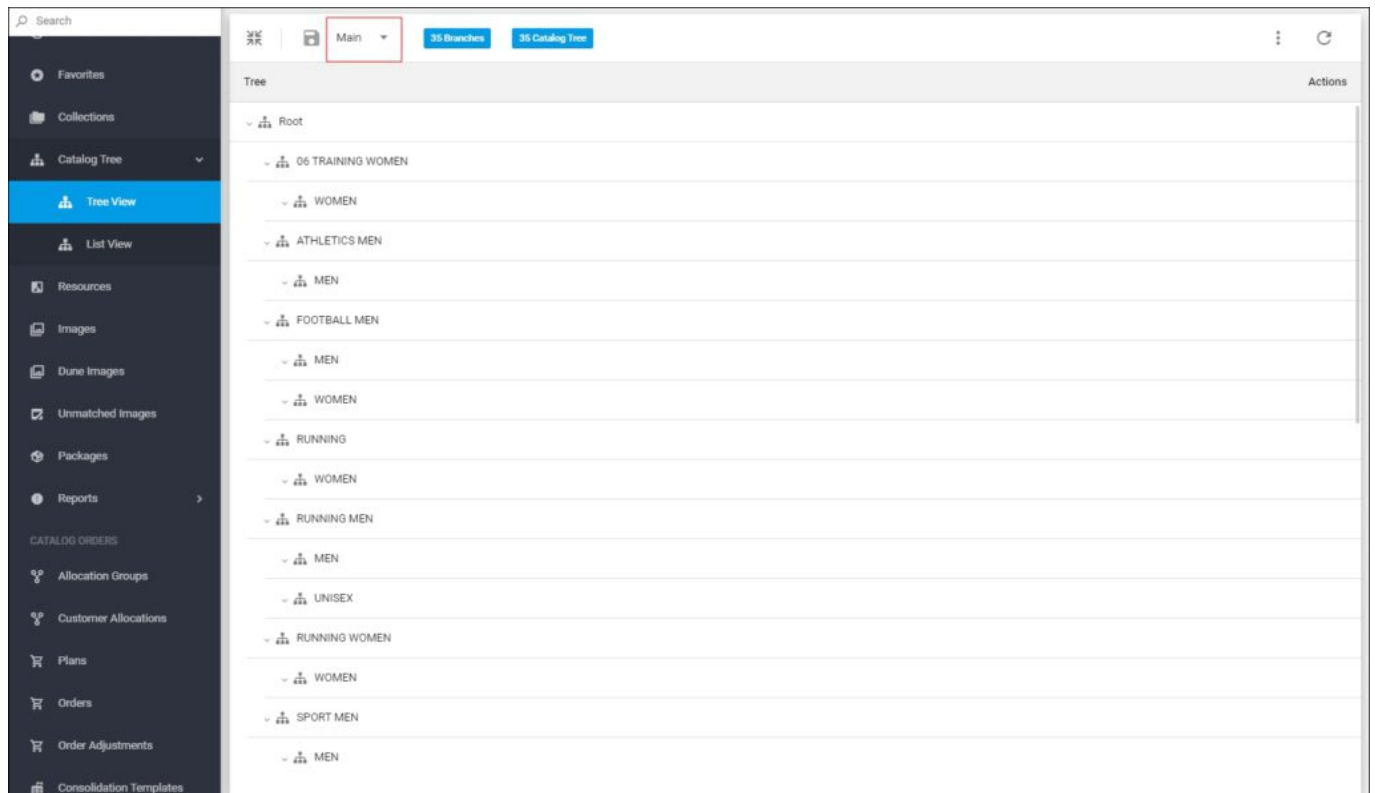 Search
Favorites
Collections
Catalog Tree
Tree View
List View
Resources
Images
Dune Images
Unmatched Images
Packages
Reports
CATALOG ORDERS
Allocation Groups
Customer Allocations
Plans
Orders
Order Adjustments
Consolidation Templates
Main 35 Branches 35 Catalog Tree
Tree Actions
Root
06 TRAINING WOMEN
WOMEN
ATHLETICS MEN
MEN
FOOTBALL MEN
MEN
WOMEN
RUNNING
WOMEN
RUNNING MEN
MEN
UNISEX
RUNNING WOMEN
WOMEN
SPORT MEN
MEN